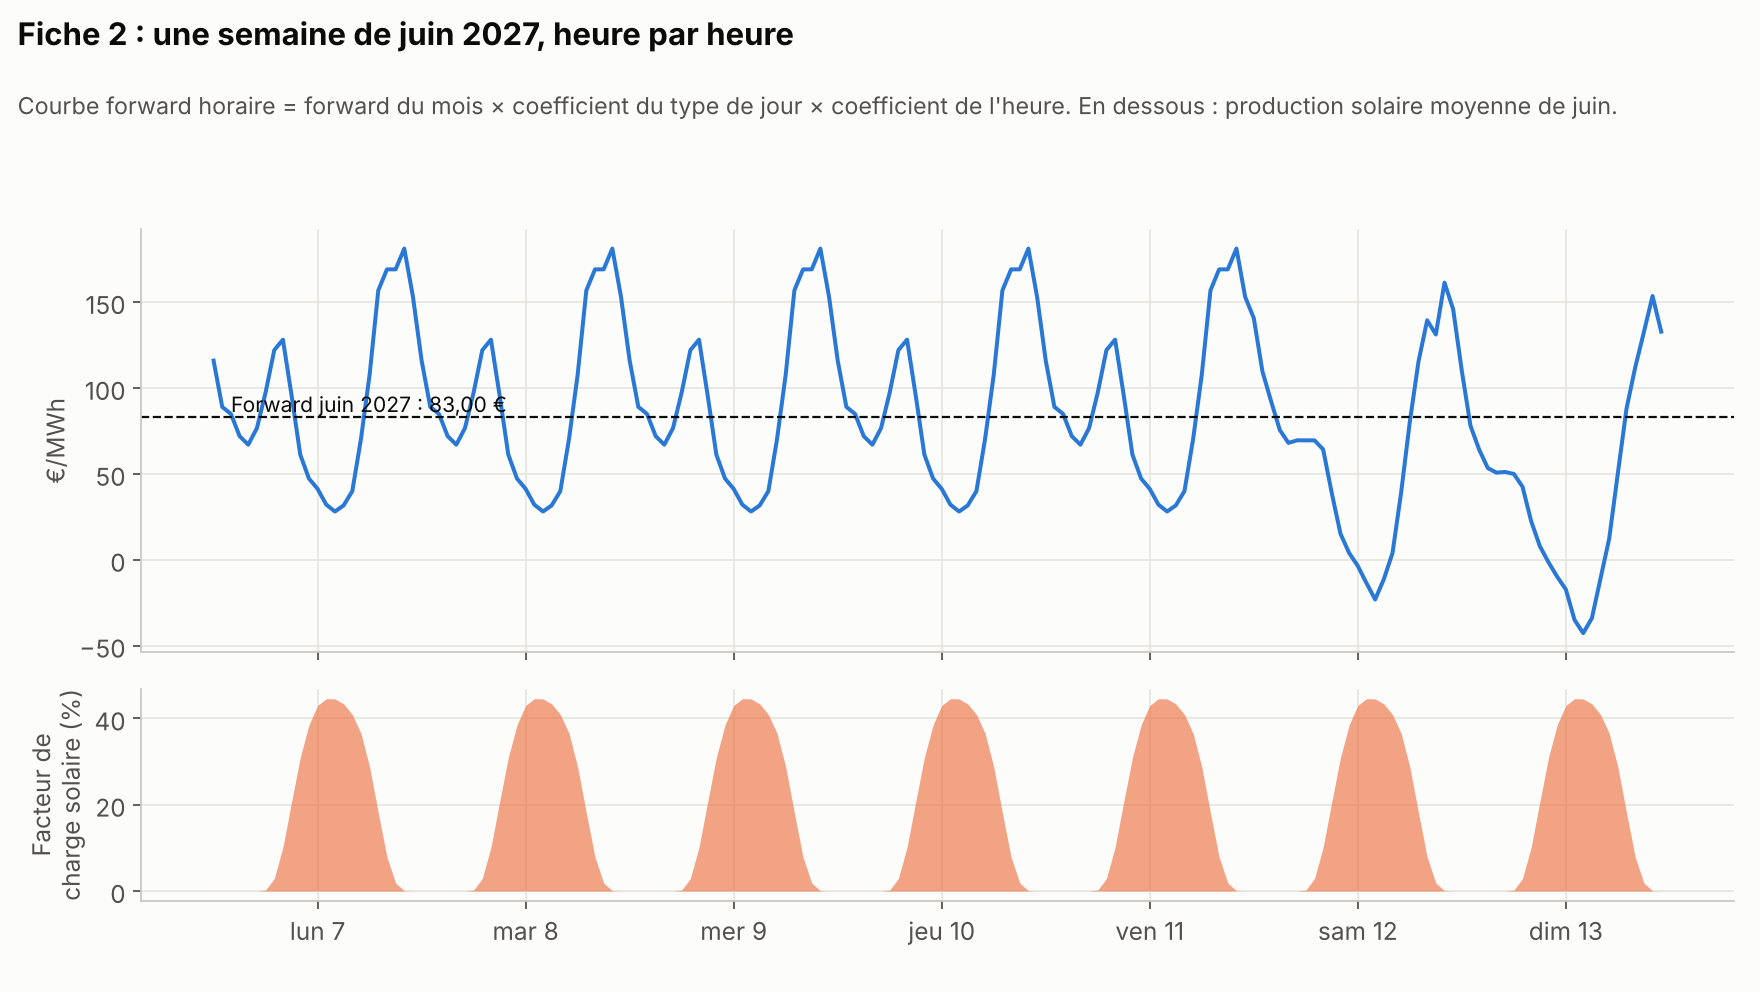 Fiche 2 : une semaine de juin 2027, heure par heure
Courbe forward horaire = forward du mois × coefficient du type de jour × coefficient de l'heure. En dessous : production solaire moyenne de juin.
€/MWh
150
100
50
0
−50
Forward juin 2027 : 83,00 €
Facteur de
charge solaire (%)
40
20
0
lun 7
mar 8
mer 9
jeu 10
ven 11
sam 12
dim 13